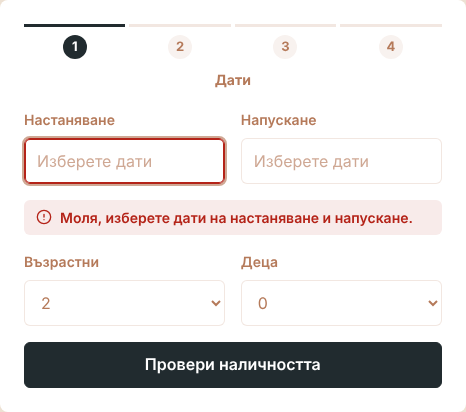 1 2 3 4
Дати
Настаняване Напускане
Изберете дати Изберете дати
Моля, изберете дати на настаняване и напускане.
Възрастни Деца
2 0
Провери наличността